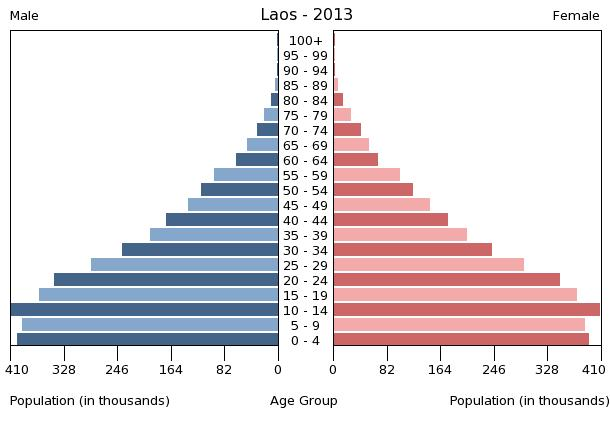 Laos - 2013
Male
Female
100+
95 - 99
90 - 94
85 - 89
80 - 84
75 - 79
70 - 74
65 - 69
60 - 64
55 - 59
50 - 54
45 - 49
40 - 44
35 - 39
30 - 34
25 - 29
20 - 24
15 - 19
10 - 14
5 - 9
0 - 4
410 328 246 164 82 0 0 82 164 246 328 410
Population (in thousands) Age Group Population (in thousands)